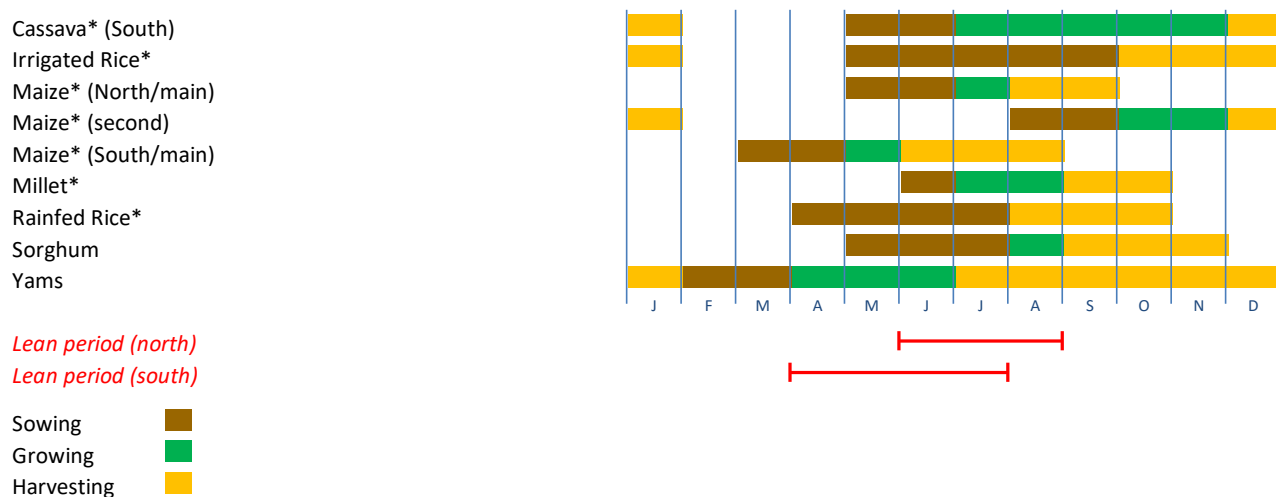 Cassava* (South)
Irrigated Rice*
Maize* (North/main)
Maize* (second)
Maize* (South/main)
Millet*
Rainfed Rice*
Sorghum
Yams
J F M A M J J A S O N D
Lean period (north)
Lean period (south)
Sowing
Growing
Harvesting